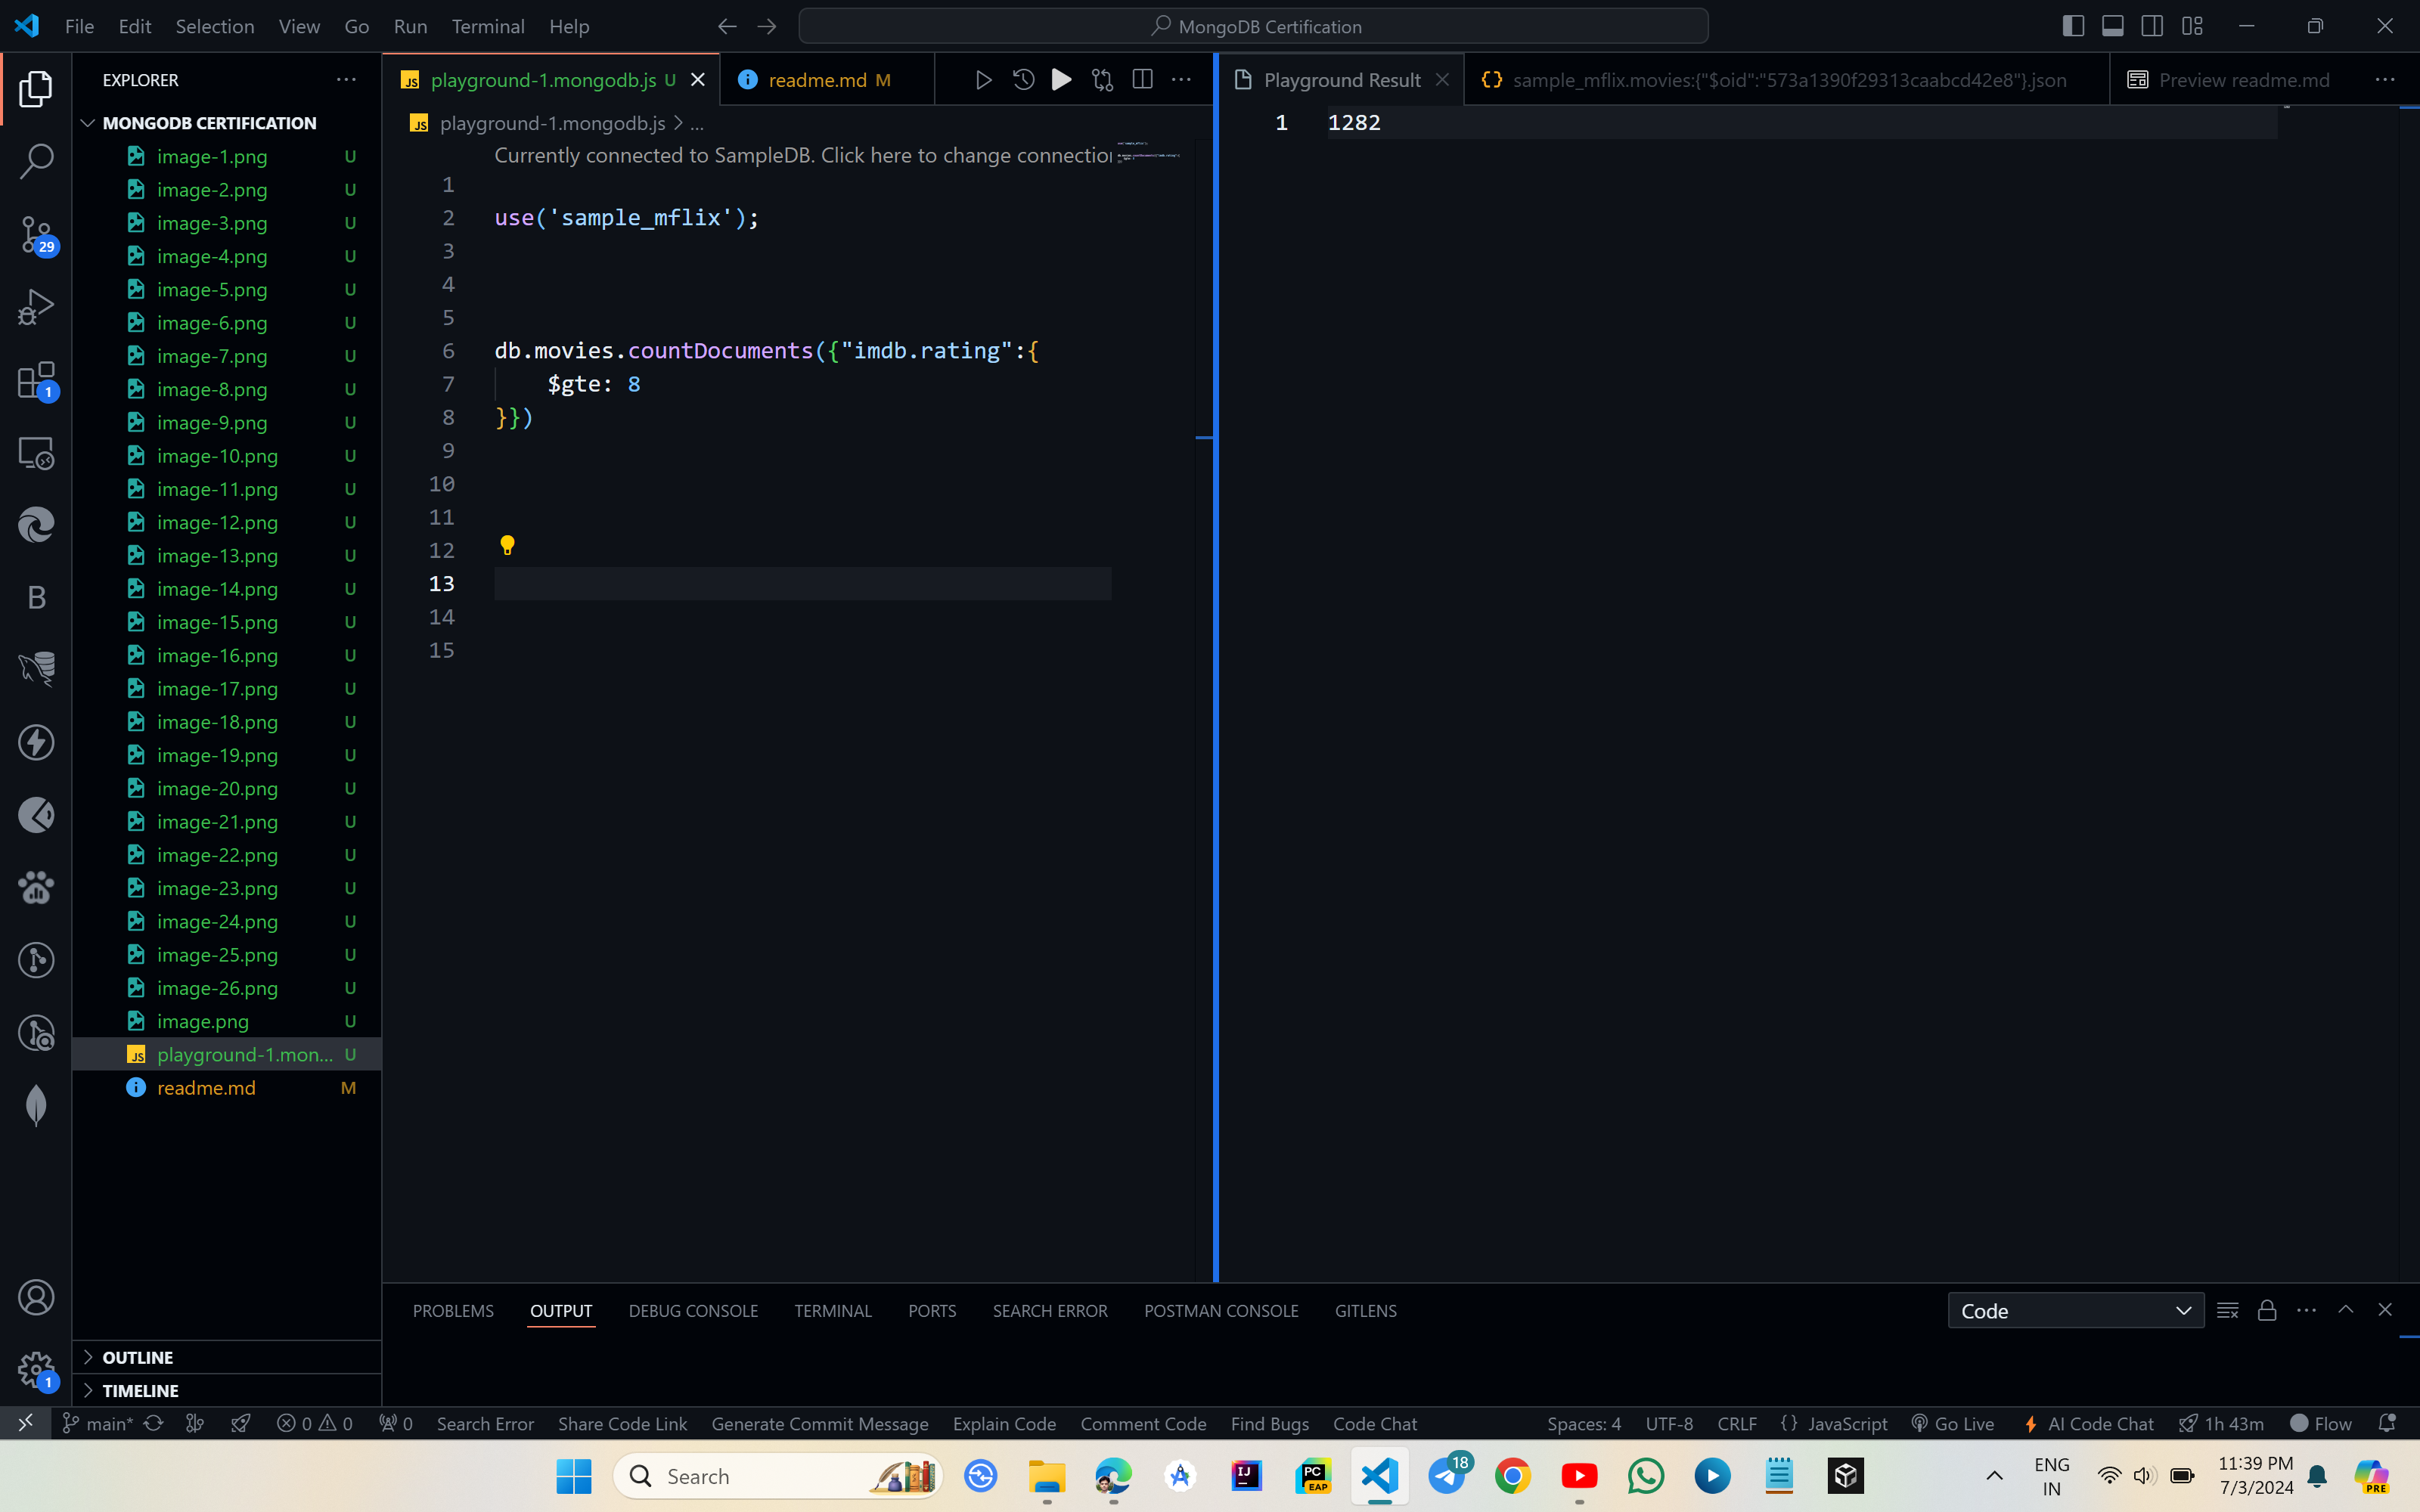 File Edit Selection View Go Run Terminal Help
MongoDB Certification
EXPLORER
MONGODB CERTIFICATION
image-1.png U
image-2.png U
image-3.png U
image-4.png U
image-5.png U
image-6.png U
image-7.png U
image-8.png U
image-9.png U
image-10.png U
image-11.png U
image-12.png U
image-13.png U
image-14.png U
image-15.png U
image-16.png U
image-17.png U
image-18.png U
image-19.png U
image-20.png U
image-21.png U
image-22.png U
image-23.png U
image-24.png U
image-25.png U
image-26.png U
image.png U
JS playground-1.mon... U
readme.md M
OUTLINE
TIMELINE
29
1
B
1
JS playground-1.mongodb.js U
readme.md M
JS playground-1.mongodb.js > ...
Currently connected to SampleDB. Click here to change connection
1
2 use('sample_mflix');
3
4
5
6 db.movies.countDocuments({"imdb.rating":{
7 $gte: 8
8 }})
9
10
11
12
13
14
15
Playground Result
{} sample_mflix.movies:{"$oid":"573a1390f29313caabcd42e8"}.json
Preview readme.md
1 1282
PROBLEMS OUTPUT DEBUG CONSOLE TERMINAL PORTS SEARCH ERROR POSTMAN CONSOLE GITLENS
Code
main* 0 0 0 Search Error Share Code Link Generate Commit Message Explain Code Comment Code Find Bugs Code Chat
Spaces: 4 UTF-8 CRLF {} JavaScript Go Live AI Code Chat 1h 43m Flow
Search
IJ
PC
EAP
18
ENG
IN
11:39 PM
7/3/2024
PRE